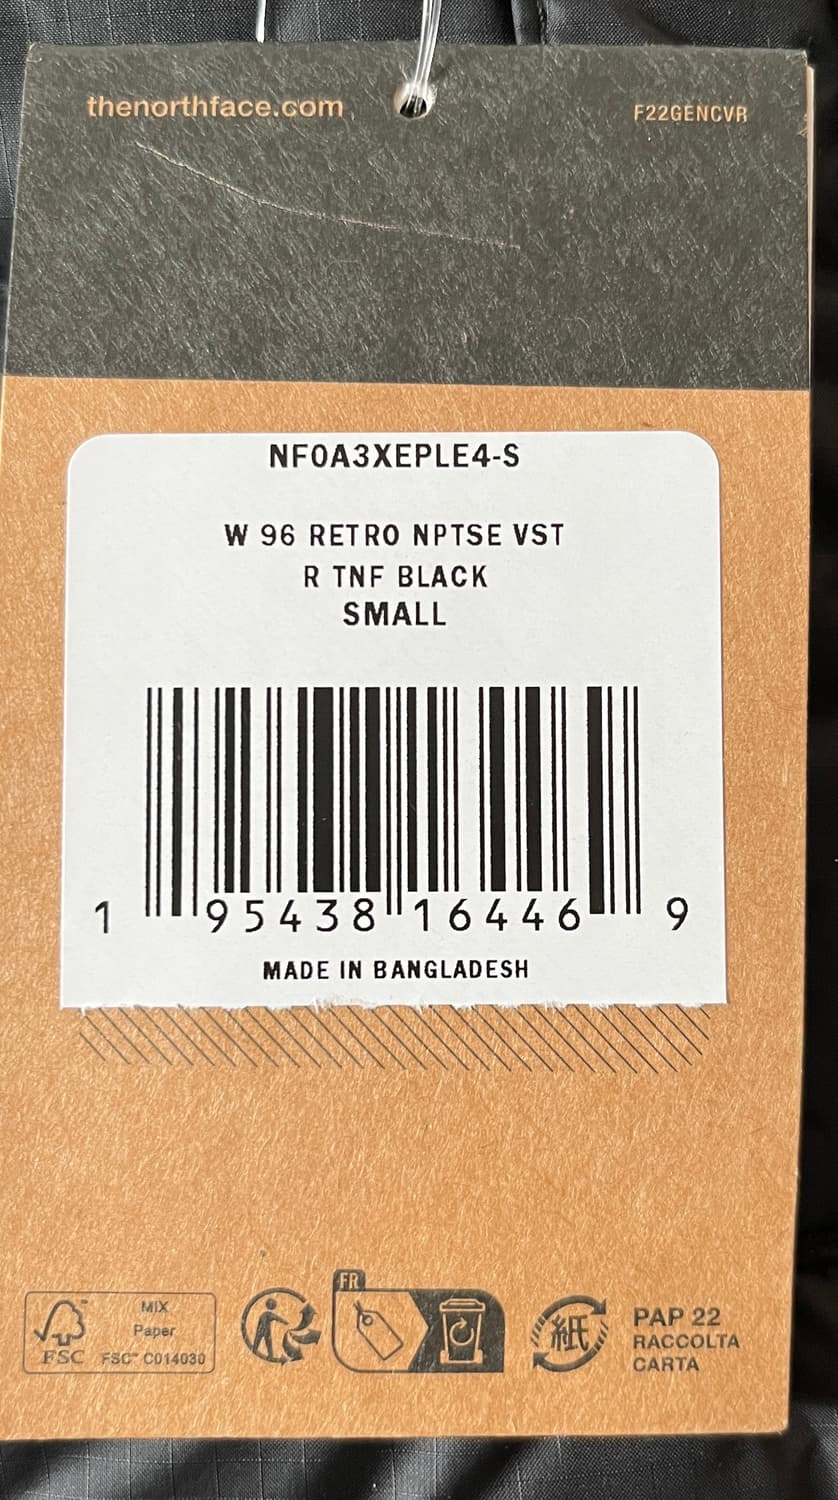 thenorthface.com
F22GENCVR
NF0A3XEPLE4-S
W 96 RETRO NPTSE VST
R TNF BLACK
SMALL
1 95438 16446 9
MADE IN BANGLADESH
FR
MIX
Paper
FSC™ C014030
FSC
紙
PAP 22
RACCOLTA
CARTA